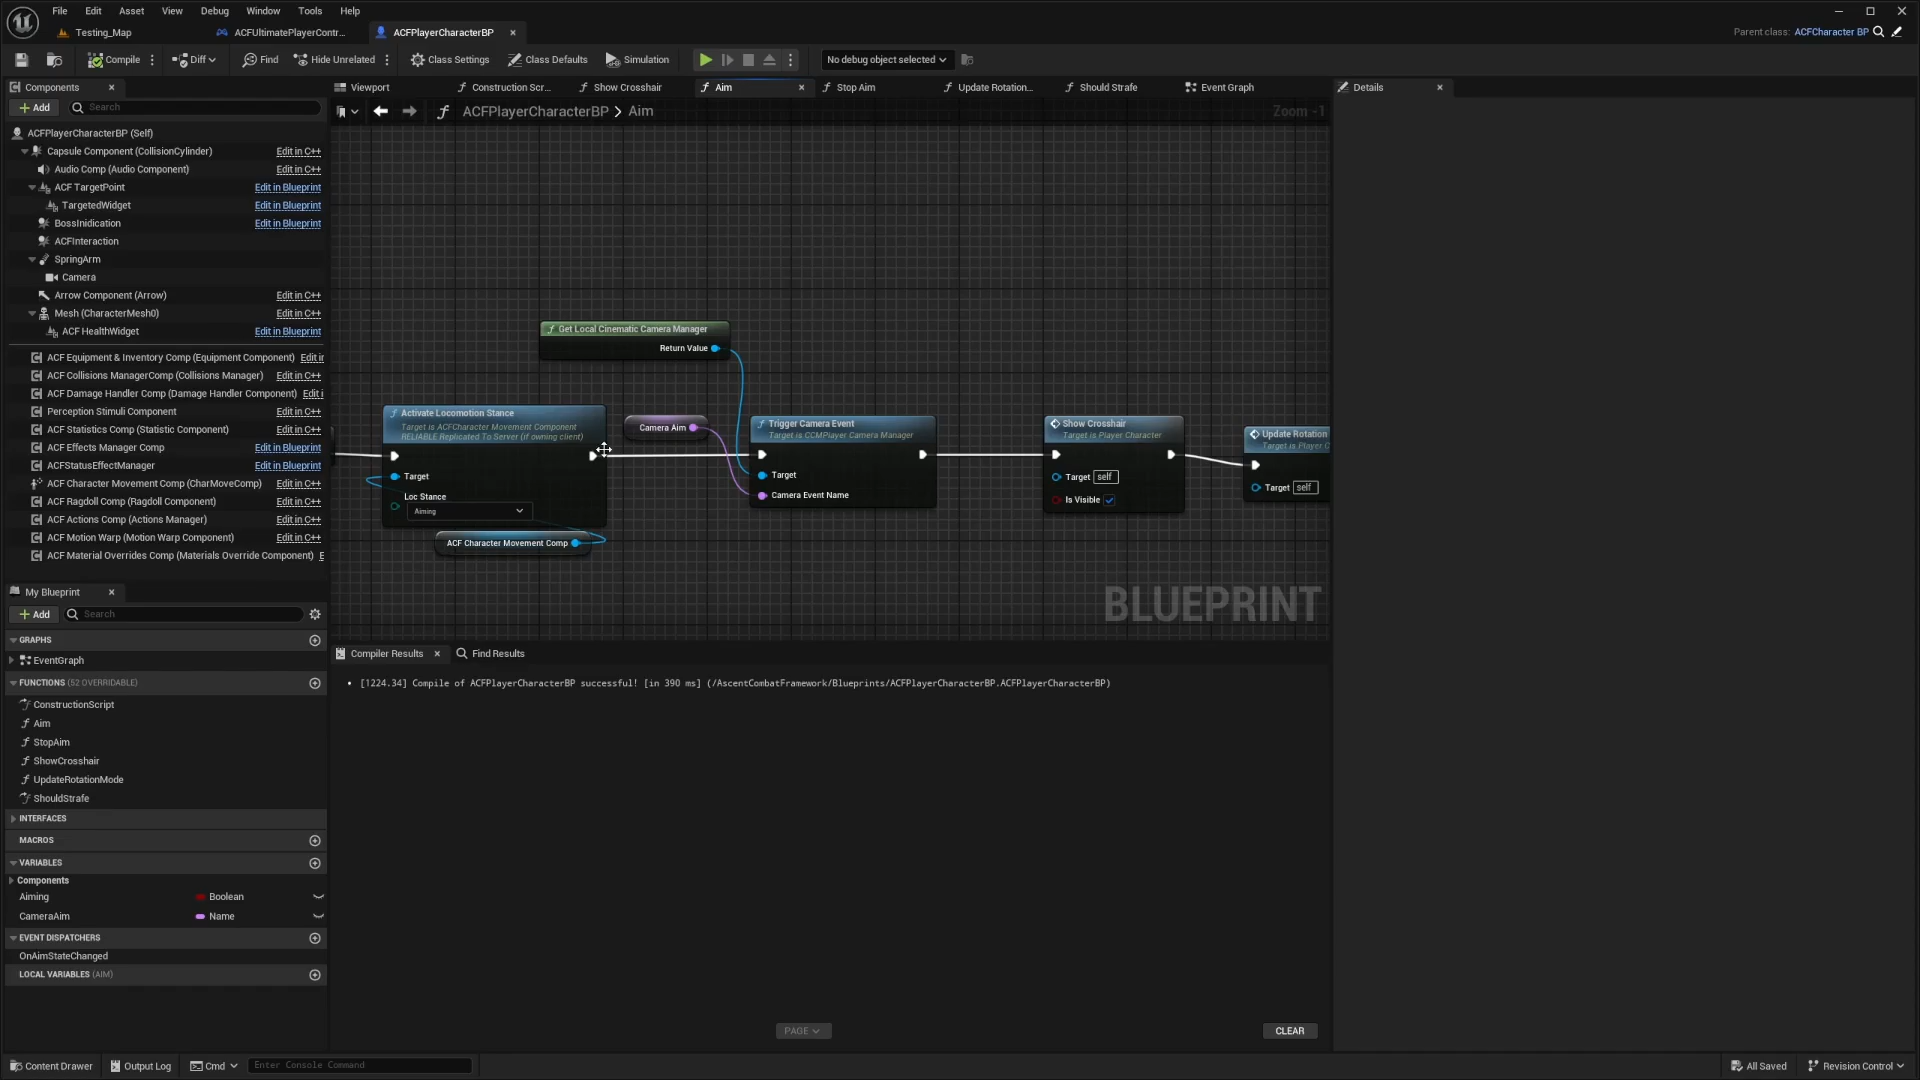 File Edit Asset View Debug Window Tools Help
Testing_Map ACFUltimatePlayerContr... ACFPlayerCharacterBP Parent class: ACFCharacter BP
Compile Diff Find Hide Unrelated Class Settings Class Defaults Simulation No debug object selected
Components Viewport Construction Scr... Show Crosshair Aim Stop Aim Update Rotation... Should Strafe Event Graph Details
Add Search ACFPlayerCharacterBP > Aim Zoom -1
ACFPlayerCharacterBP (Self)
Capsule Component (CollisionCylinder) Edit in C++
Audio Comp (Audio Component) Edit in C++
ACF TargetPoint Edit in Blueprint
TargetedWidget Edit in Blueprint
BossInidication Edit in Blueprint
ACFInteraction
SpringArm
Camera
Arrow Component (Arrow) Edit in C++
Mesh (CharacterMesh0) Edit in C++
ACF HealthWidget Edit in Blueprint
ACF Equipment & Inventory Comp (Equipment Component) Edit in
ACF Collisions ManagerComp (Collisions Manager) Edit in C++
ACF Damage Handler Comp (Damage Handler Component) Edit i
Perception Stimuli Component Edit in C++
ACF Statistics Comp (Statistic Component) Edit in C++
ACF Effects Manager Comp Edit in Blueprint
ACFStatusEffectManager Edit in Blueprint
ACF Character Movement Comp (CharMoveComp) Edit in C++
ACF Ragdoll Comp (Ragdoll Component) Edit in C++
ACF Actions Comp (Actions Manager) Edit in C++
ACF Motion Warp (Motion Warp Component) Edit in C++
ACF Material Overrides Comp (Materials Override Component) E
Get Local Cinematic Camera Manager
Return Value
Activate Locomotion Stance
Target is ACFCharacter Movement Component
RELIABLE Replicated To Server (if owning client)
Target
Loc Stance
Aiming
ACF Character Movement Comp
Camera Aim
Trigger Camera Event
Target is CCMPlayer Camera Manager
Target
Camera Event Name
Show Crosshair
Target is Player Character
Target self
Is Visible
Update Rotation
Target is Player C
Target self
BLUEPRINT
My Blueprint
Add Search
GRAPHS
EventGraph
FUNCTIONS (52 OVERRIDABLE)
ConstructionScript
Aim
StopAim
ShowCrosshair
UpdateRotationMode
ShouldStrafe
INTERFACES
MACROS
VARIABLES
Components
Aiming Boolean
CameraAim Name
EVENT DISPATCHERS
OnAimStateChanged
LOCAL VARIABLES (AIM)
Compiler Results Find Results
[1224.34] Compile of ACFPlayerCharacterBP successful! [in 390 ms] (/AscentCombatFramework/Blueprints/ACFPlayerCharacterBP.ACFPlayerCharacterBP)
PAGE CLEAR
Content Drawer Output Log Cmd Enter Console Command All Saved Revision Control